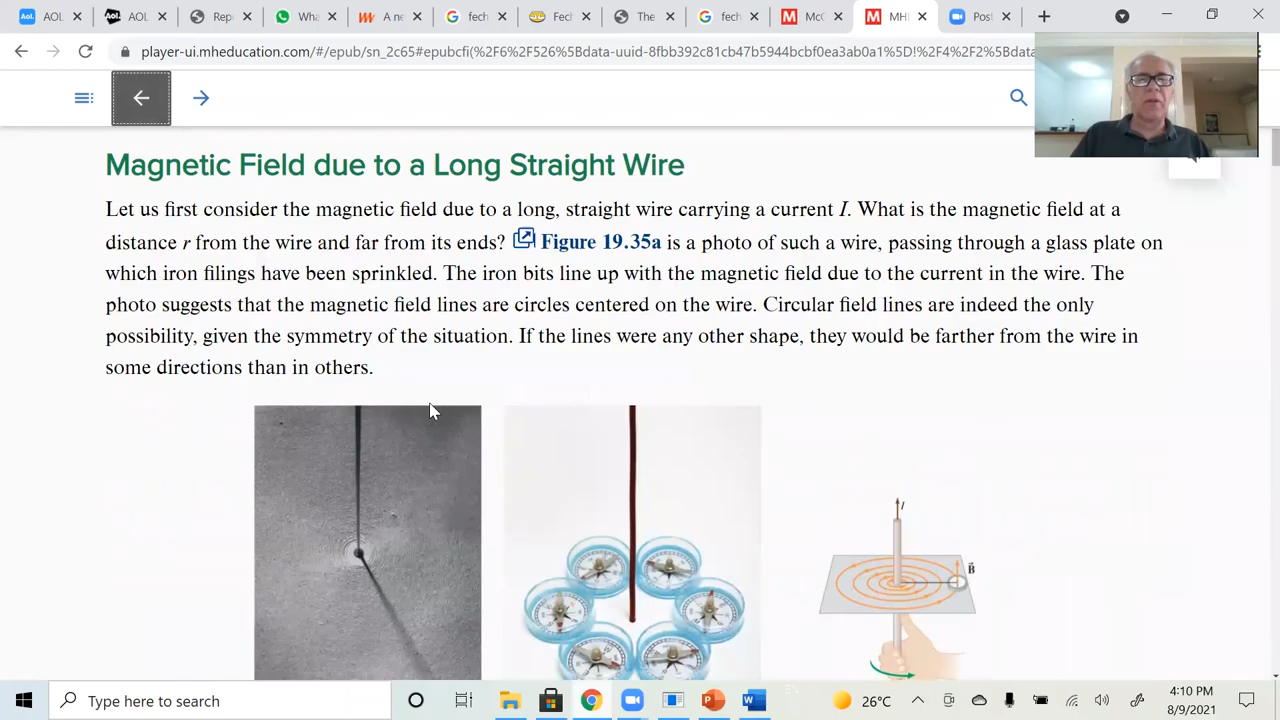 Aol. AOL
Aol. AOL
Rep
Wha
A ne
fech
Fecl
The
fech
M McG
M MHE
Post
player-ui.mheducation.com/#/epub/sn_2c65#epubcfi(%2F6%2F526%5Bdata-uuid-8fbb392c81cb47b5944bcbf0ea3ab0a1%5D!%2F4%2F2%5Bdata
Magnetic Field due to a Long Straight Wire
Let us first consider the magnetic field due to a long, straight wire carrying a current I. What is the magnetic field at a
distance r from the wire and far from its ends? Figure 19.35a is a photo of such a wire, passing through a glass plate on
which iron filings have been sprinkled. The iron bits line up with the magnetic field due to the current in the wire. The
photo suggests that the magnetic field lines are circles centered on the wire. Circular field lines are indeed the only
possibility, given the symmetry of the situation. If the lines were any other shape, they would be farther from the wire in
some directions than in others.
I
B
Type here to search
26°C
4:10 PM
8/9/2021